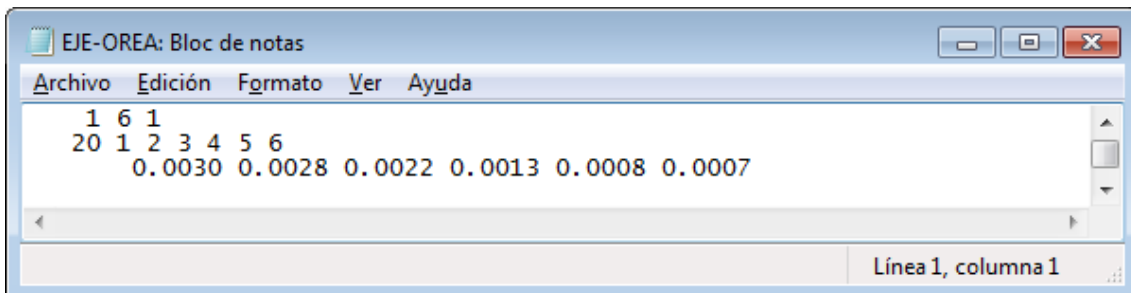 EJE-OREA: Bloc de notas
Archivo Edición Formato Ver Ayuda
1 6 1
20 1 2 3 4 5 6
0.0030 0.0028 0.0022 0.0013 0.0008 0.0007
Línea 1, columna 1